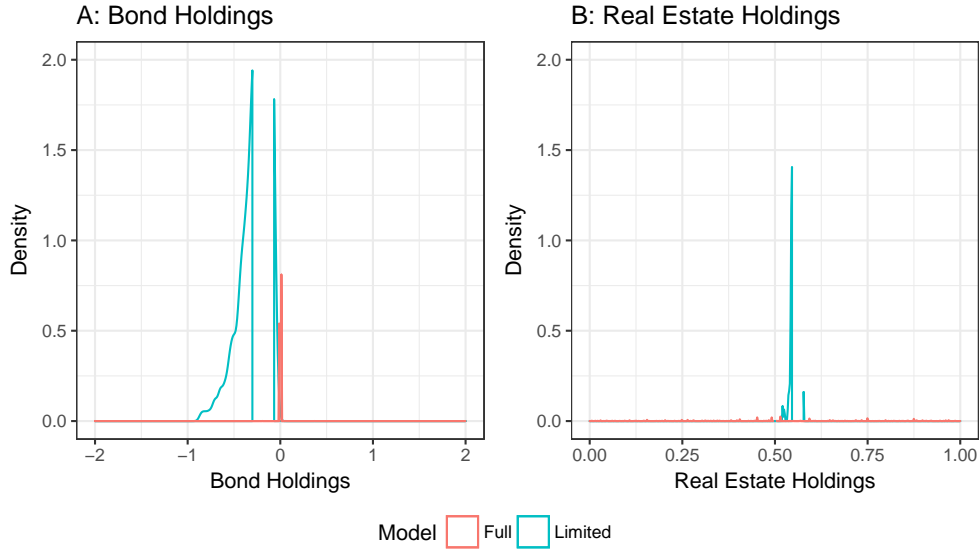 A: Bond Holdings
2.0
1.5
1.0
0.5
0.0
Density
−2 −1 0 1 2
Bond Holdings
B: Real Estate Holdings
2.0
1.5
1.0
0.5
0.0
Density
0.00 0.25 0.50 0.75 1.00
Real Estate Holdings
Model Full Limited